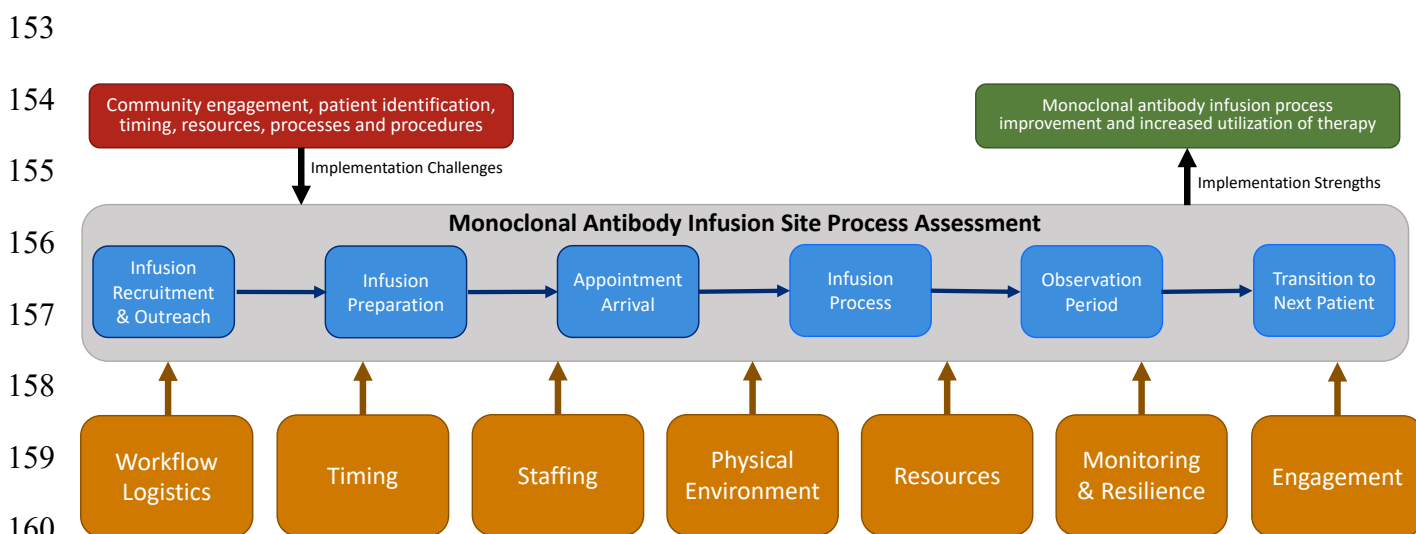 153
154
Community engagement, patient identification,
timing, resources, processes and procedures
Monoclonal antibody infusion process
improvement and increased utilization of therapy
155
Implementation Challenges
Implementation Strengths
Monoclonal Antibody Infusion Site Process Assessment
156
Infusion
Recruitment
& Outreach
Infusion
Preparation
Appointment
Arrival
Infusion
Process
Observation
Period
Transition to
Next Patient
157
158
Workflow
Logistics
Timing
Staffing
Physical
Environment
Resources
Monitoring
& Resilience
Engagement
159
160